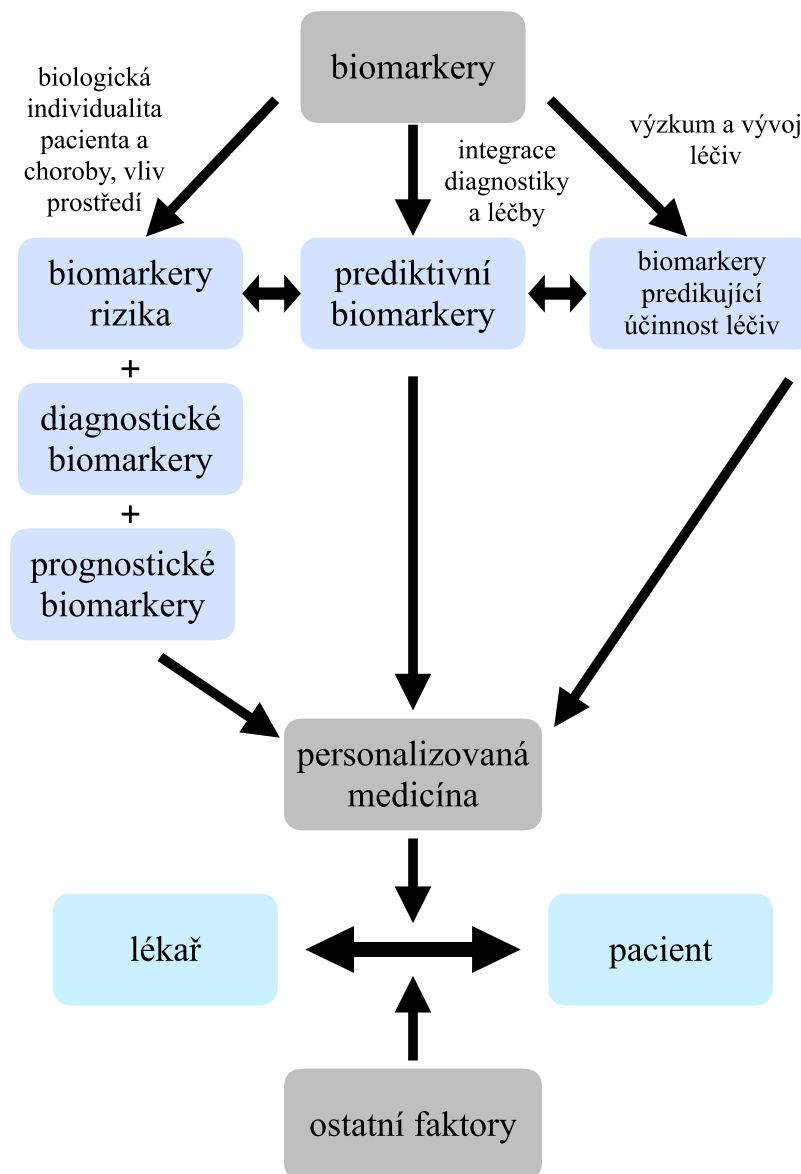 biomarkery
biologická
individualita
pacienta a
choroby, vliv
prostředí
integrace
diagnostiky
a léčby
výzkum a vývoj
léčiv
biomarkery
rizika
prediktivní
biomarkery
biomarkery
predikující
účinnost léčiv
+
diagnostické
biomarkery
+
prognostické
biomarkery
personalizovaná
medicína
lékař
pacient
ostatní faktory